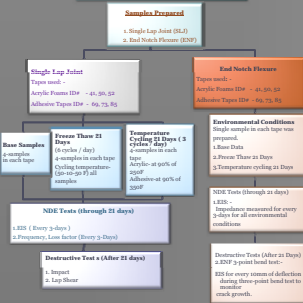 Samples Prepared
1. Single Lap Joint (SLJ)
2. End Notch Flexure (ENF)
Single Lap Joint
Tapes used: -
Acrylic Foams ID# - 41, 50, 52
Adhesive Tapes ID# - 69, 73, 85
End Notch Flexure
Tapes used: -
Acrylic Foams ID# - 41, 50, 52
Adhesive Tapes ID# - 69, 73, 85
Base Samples
4-samples
in each tape
Freeze Thaw 21
Days
(6 cycles / day)
4-samples in each tape
Cycling temperature-
samples
Temperature
Cycling 21 Days ( 3
cycles / day)
4-samples in each
tape
Acrylic- at 90% of
250F
Adhesive-at 90% of
350F
Environmental Conditions
Single sample in each tape was
prepared.
1.Base Data
2.Freeze Thaw 21 Days
3.Temperature cycling 21 Days
NDE Tests (through 21 days)
1.EIS ( Every 3-days )
2.Frequency, Loss factor (Every 3-days)
NDE Tests (through 21 days)
1.EIS: -
Impedance measured for every
3-days for all environmental
conditions
Destructive Test s (After 21 days)
1. Impact
2. Lap Shear
Destructive Tests (After 21 Days)
2.ENF 3-point bend test:-
EIS for every 10mm of deflection
during three-point bend test to
monitor
crack growth.